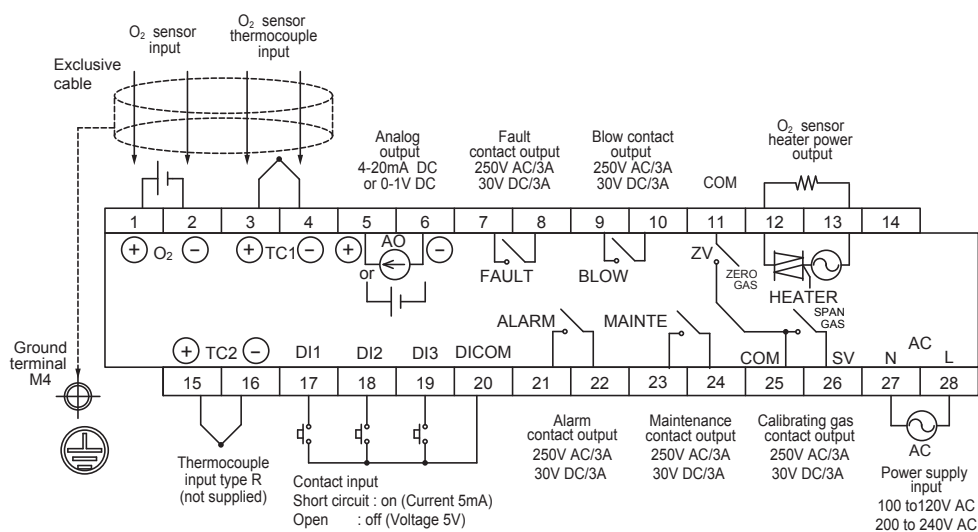 O2 sensor
input
O2 sensor
thermocouple
input
Exclusive
cable
Analog
output
4-20mA DC
or 0-1V DC
Fault
contact output
250V AC/3A
30V DC/3A
Blow contact
output
250V AC/3A
30V DC/3A
COM
O2 sensor
heater power
output
1 2 3 4 5 6 7 8 9 10 11 12 13 14
+ O2 − + TC1 − + AO −
or
FAULT
BLOW
ZV
ZERO
GAS
HEATER
SPAN
GAS
ALARM
MAINTE
+ TC2 − DI1 DI2 DI3 DICOM
COM SV N AC L
15 16 17 18 19 20 21 22 23 24 25 26 27 28
Ground
terminal
M4
Thermocouple
input type R
(not supplied)
Contact input
Short circuit : on (Current 5mA)
Open : off (Voltage 5V)
Alarm
contact output
250V AC/3A
30V DC/3A
Maintenance
contact output
250V AC/3A
30V DC/3A
Calibrating gas
contact output
250V AC/3A
30V DC/3A
AC
Power supply
input
100 to120V AC
200 to 240V AC